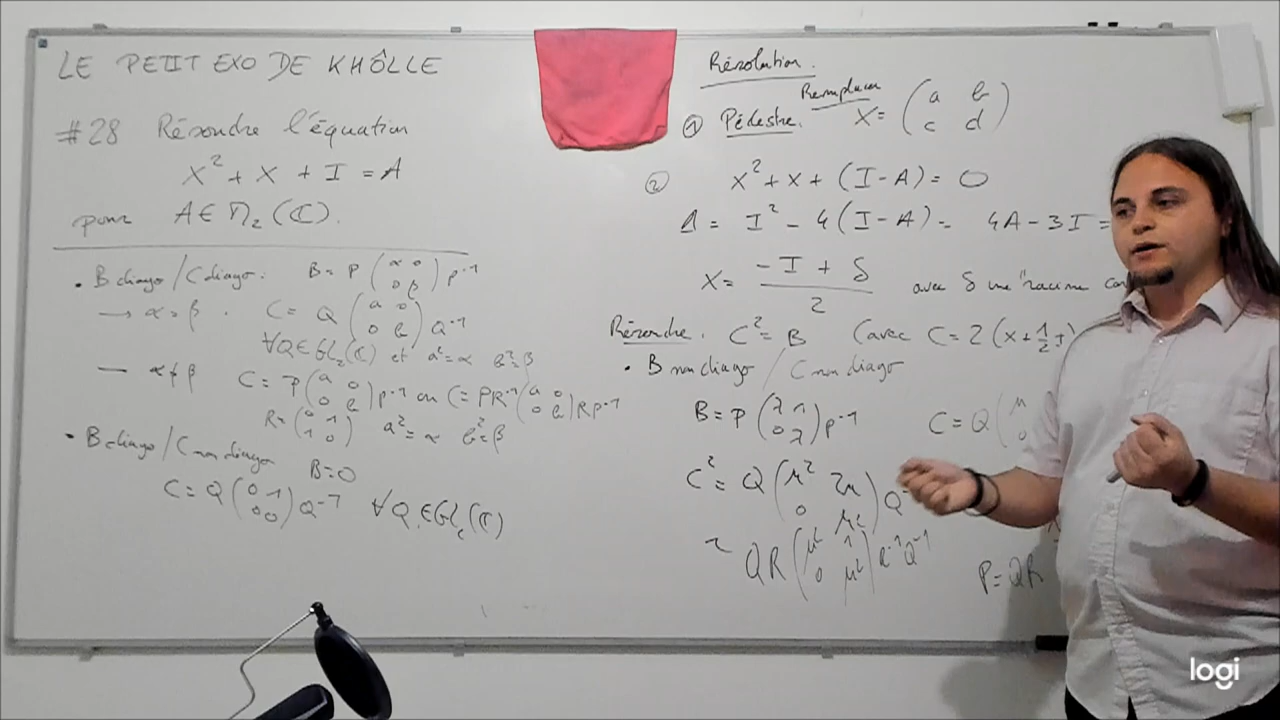 LE PETIT EXO DE KHÔLLE
#28 Résoudre l'équation
X² + X + I = A
pour A ∈ M₂(ℂ).
• B diago / C diago. B = P (α 0 / 0 β) P⁻¹
→ α = β . C = Q (a 0 / 0 b) Q⁻¹
∀Q ∈ GL₂(ℂ) et a² = α b² = β
— α ≠ β C = P (a 0 / 0 b) P⁻¹ ou C = PR⁻¹ (a 0 / 0 b) RP⁻¹
R = (0 1 / 1 0) a² = α b² = β
• B diago / C non diago B = 0
C = Q (0 1 / 0 0) Q⁻¹ ∀Q ∈ GL₂(ℂ)
Résolution.
Remplacer
① Pédestre. X = (a b / c d)
② X² + X + (I - A) = 0
Δ = I² - 4(I - A) = 4A - 3I =
X = (-I + δ) / 2 avec δ une "racine
Résoudre. C² = B (avec C = 2(X + ½I)
• B non diago / C non diago
B = P (λ 1 / 0 λ) P⁻¹ C = Q (μ / 0
C² = Q (μ² 2μ / 0 μ²) Q⁻
= QR (μ² 1 / 0 μ²) R⁻¹Q⁻¹ P = QR
logi